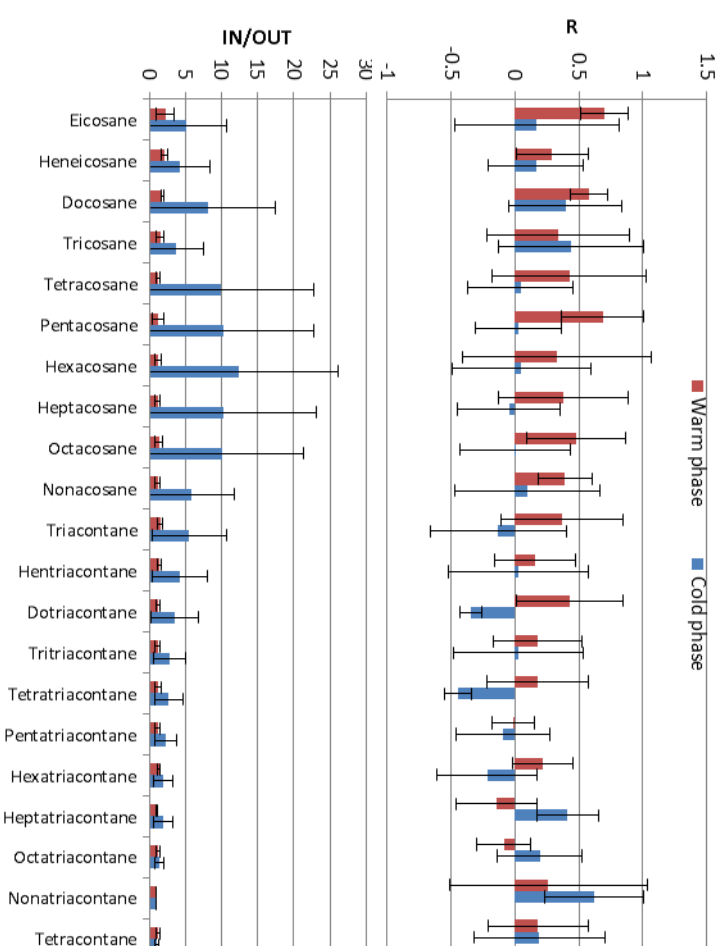 IN/OUT
0 5 10 15 20 25 30
R
-1 -0.5 0 0.5 1 1.5
Eicosane
Heneicosane
Docosane
Tricosane
Tetracosane
Pentacosane
Hexacosane
Heptacosane
Octacosane
Nonacosane
Triacontane
Hentriacontane
Dotriacontane
Tritriacontane
Tetratriacontane
Pentatriacontane
Hexatriacontane
Heptatriacontane
Octatriacontane
Nonatriacontane
Tetracontane
Warm phase
Cold phase